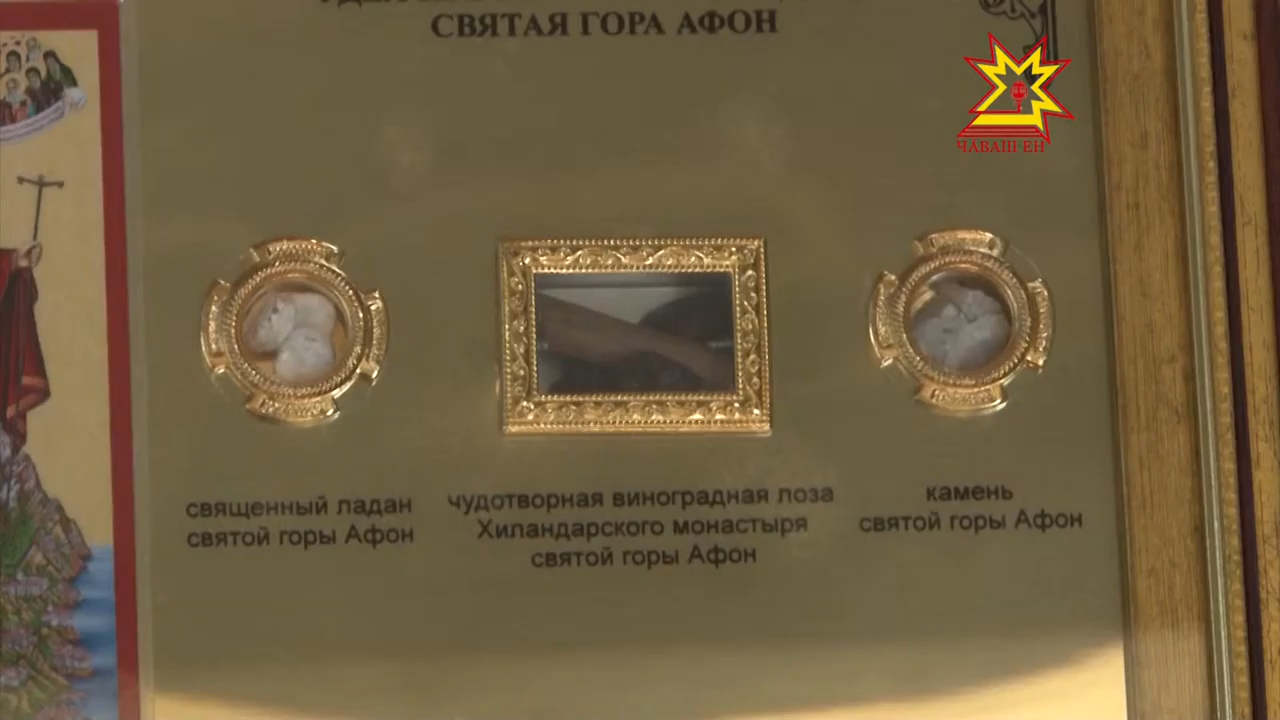 СВЯТАЯ ГОРА АФОН
ЧАВАШ ЕН
священный ладан
святой горы Афон
чудотворная виноградная лоза
Хиландарского монастыря
святой горы Афон
камень
святой горы Афон